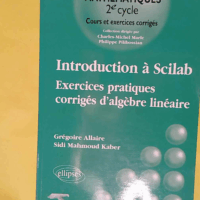 MATHÉMATIQUES
2e cycle
Cours et exercices corrigés
Collection dirigée par
Charles-Michel Marle
Philippe Pilibossian
Introduction à Scilab
Exercices pratiques
corrigés d'algèbre linéaire
Grégoire Allaire
Sidi Mahmoud Kaber
ellipses